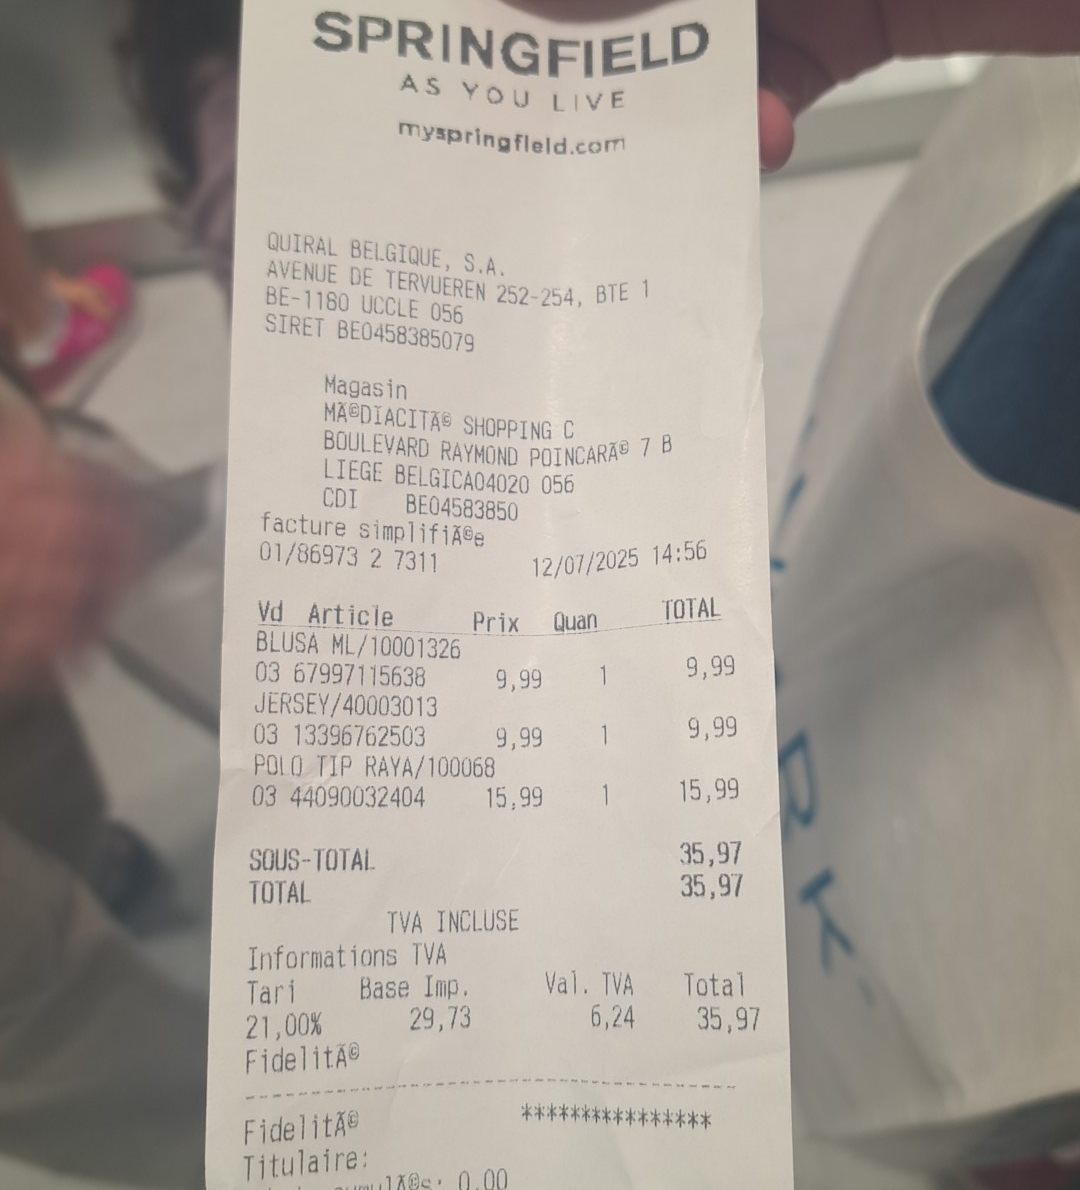 SPRINGFIELD
AS YOU LIVE
myspringfield.com
QUIRAL BELGIQUE, S.A.
AVENUE DE TERVUEREN 252-254, BTE 1
BE-1180 UCCLE 056
SIRET BE0458385079
Magasin
MÃ©DIACITÃ© SHOPPING C
BOULEVARD RAYMOND POINCARÃ© 7 B
LIEGE BELGICA04020 056
CDI BE04583850
facture simplifiÃ©e
01/86973 2 7311 12/07/2025 14:56
Vd Article Prix Quan TOTAL
BLUSA ML/10001326
03 67997115638 9,99 1 9,99
JERSEY/40003013
03 13396762503 9,99 1 9,99
POLO TIP RAYA/100068
03 44090032404 15,99 1 15,99
SOUS-TOTAL 35,97
TOTAL 35,97
TVA INCLUSE
Informations TVA
Tari Base Imp. Val. TVA Total
21,00% 29,73 6,24 35,97
FidelitÃ©
FidelitÃ© ***************
Titulaire:
0.00